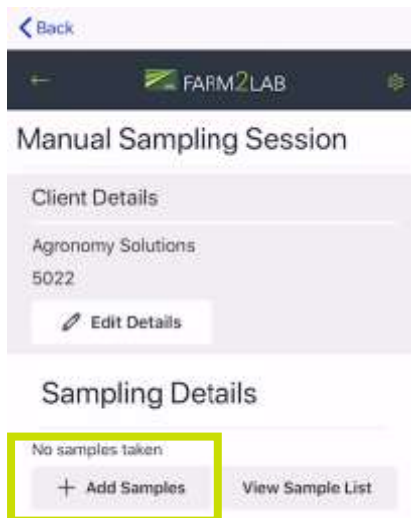 Back
FARM2LAB
Manual Sampling Session
Client Details
Agronomy Solutions
5022
Edit Details
Sampling Details
No samples taken
+ Add Samples View Sample List